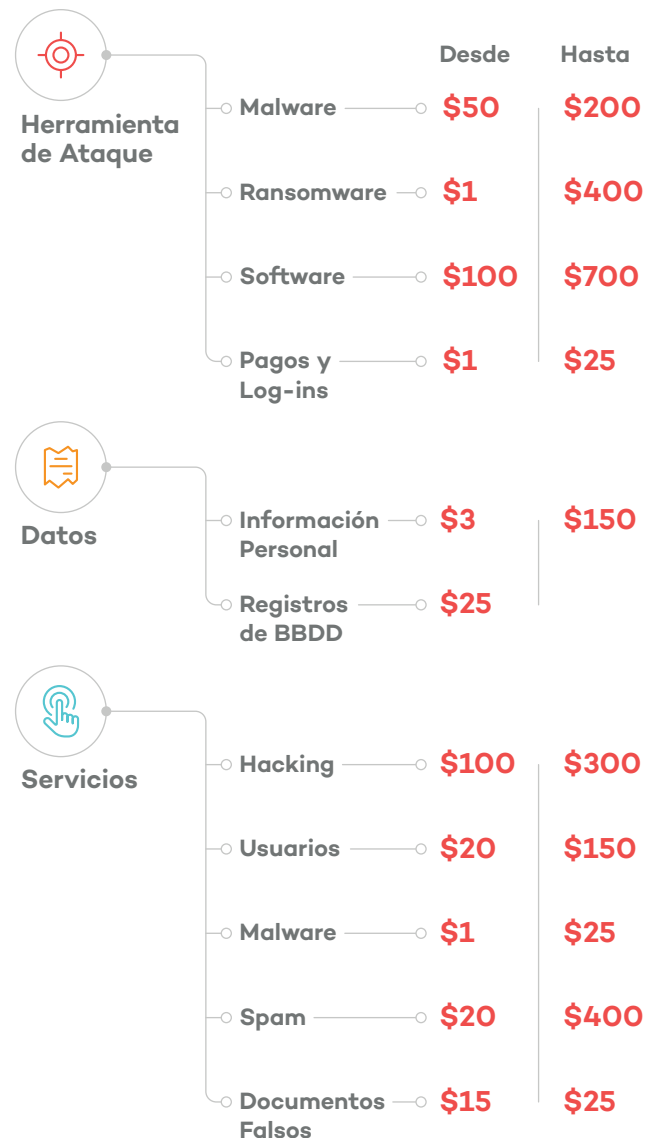 Desde Hasta
Herramienta
de Ataque
Malware $50 $200
Ransomware $1 $400
Software $100 $700
Pagos y $1 $25
Log-ins
Datos
Información $3 $150
Personal
Registros $25
de BBDD
Servicios
Hacking $100 $300
Usuarios $20 $150
Malware $1 $25
Spam $20 $400
Documentos $15 $25
Falsos